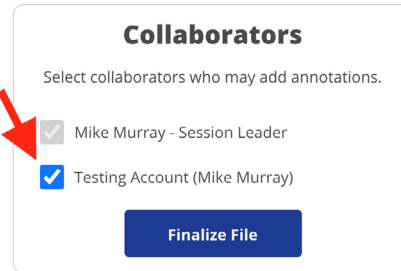 Collaborators
Select collaborators who may add annotations.
Mike Murray - Session Leader
Testing Account (Mike Murray)
Finalize File